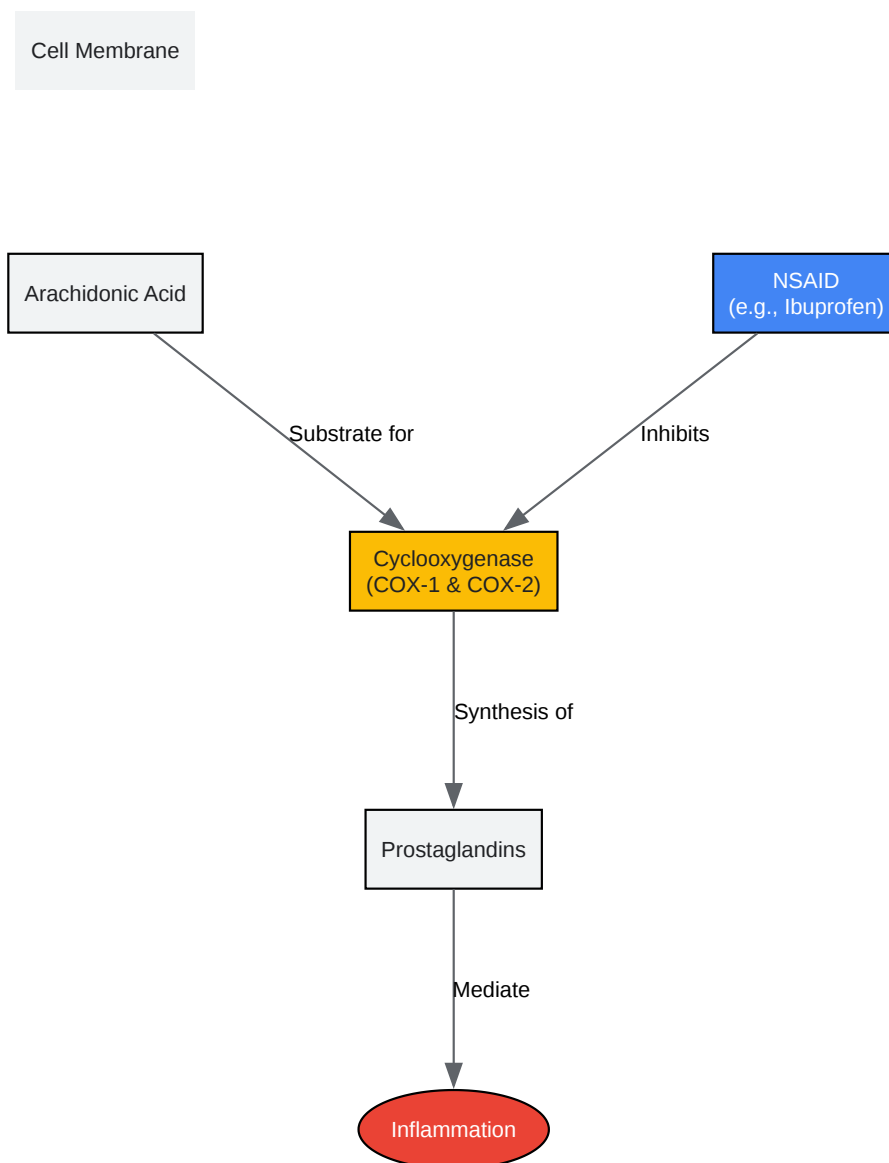 Cell Membrane
Arachidonic Acid
NSAID
(e.g., Ibuprofen)
Substrate for
Inhibits
Cyclooxygenase
(COX-1 & COX-2)
Synthesis of
Prostaglandins
Mediate
Inflammation